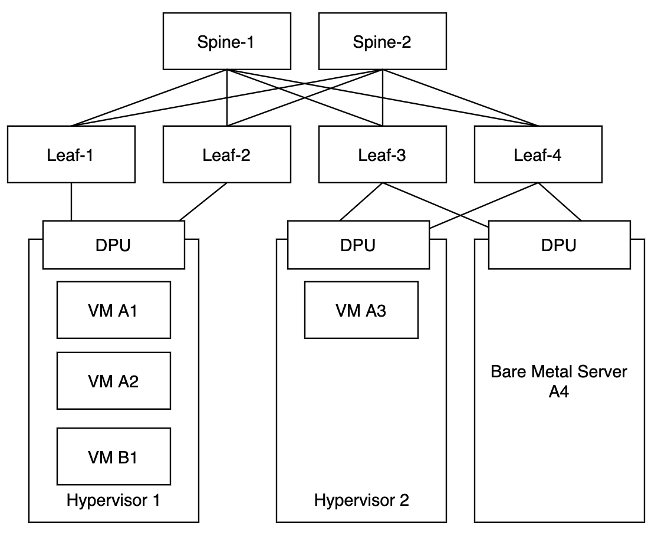 Spine-1
Spine-2
Leaf-1
Leaf-2
Leaf-3
Leaf-4
DPU
DPU
DPU
VM A1
VM A2
VM B1
Hypervisor 1
VM A3
Hypervisor 2
Bare Metal Server
A4